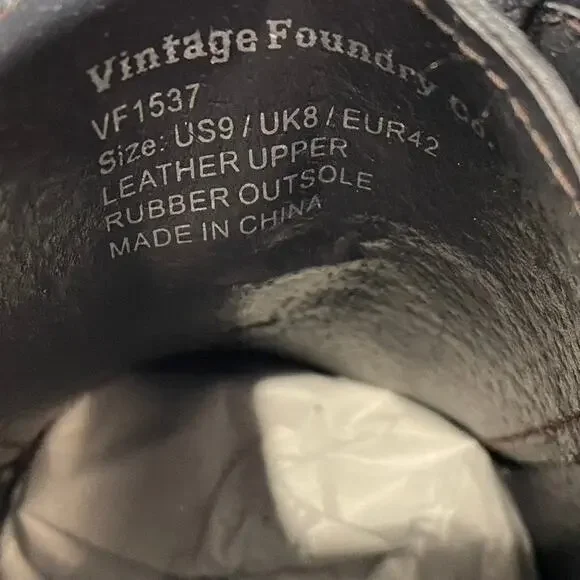 Vintage Foundry Co.
VF1537
Size: US9 / UK8 / EUR42
LEATHER UPPER
RUBBER OUTSOLE
MADE IN CHINA